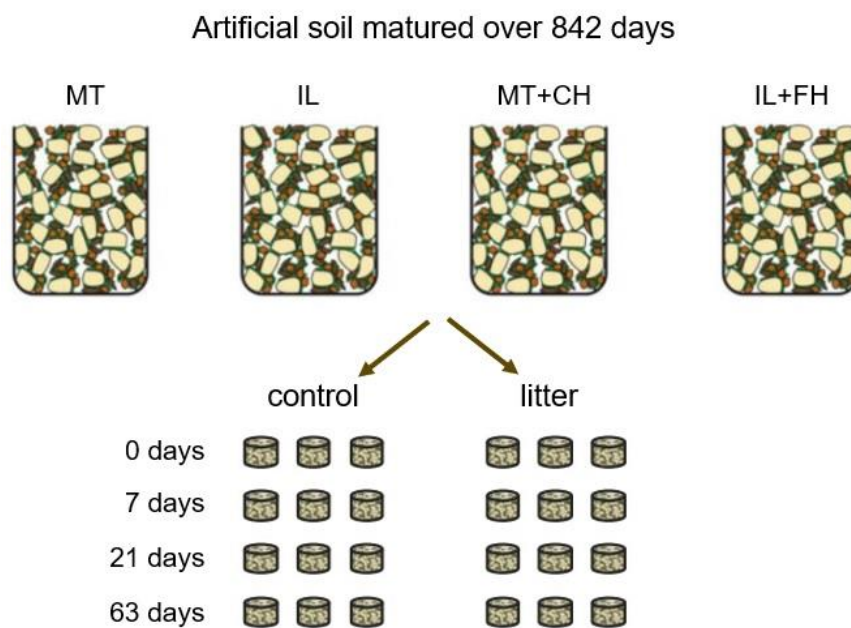 Artificial soil matured over 842 days
MT IL MT+CH IL+FH
control litter
0 days
7 days
21 days
63 days